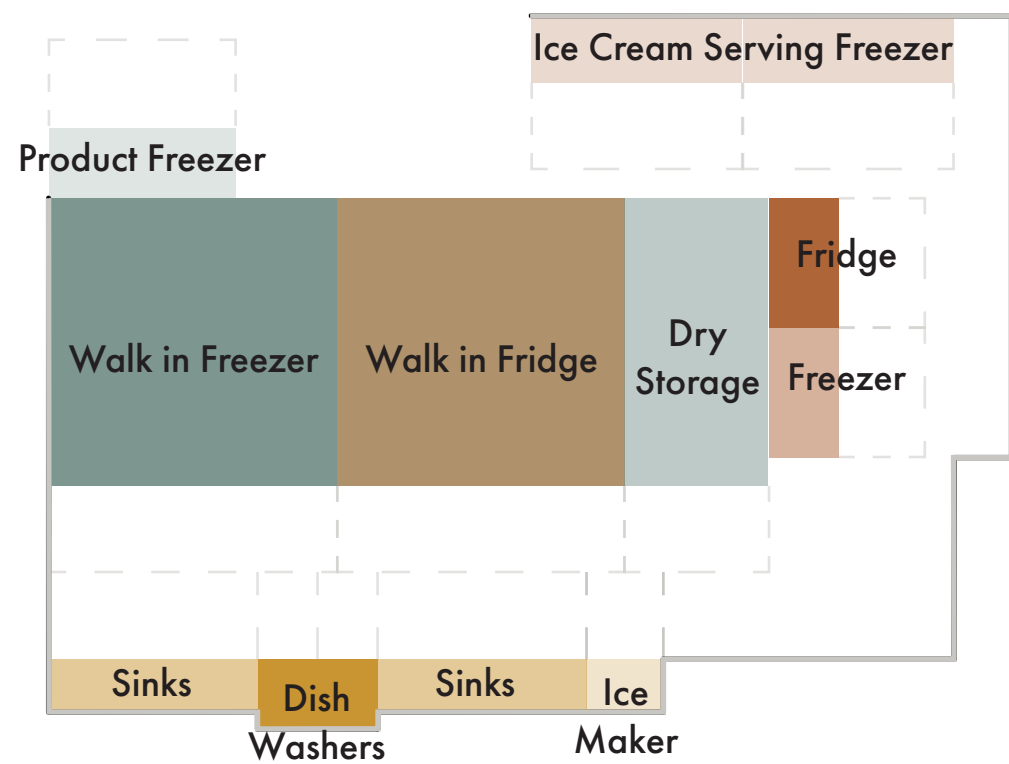 Ice Cream Serving Freezer
Product Freezer
Fridge
Walk in Freezer
Walk in Fridge
Dry
Storage
Freezer
Sinks
Dish
Washers
Sinks
Ice
Maker